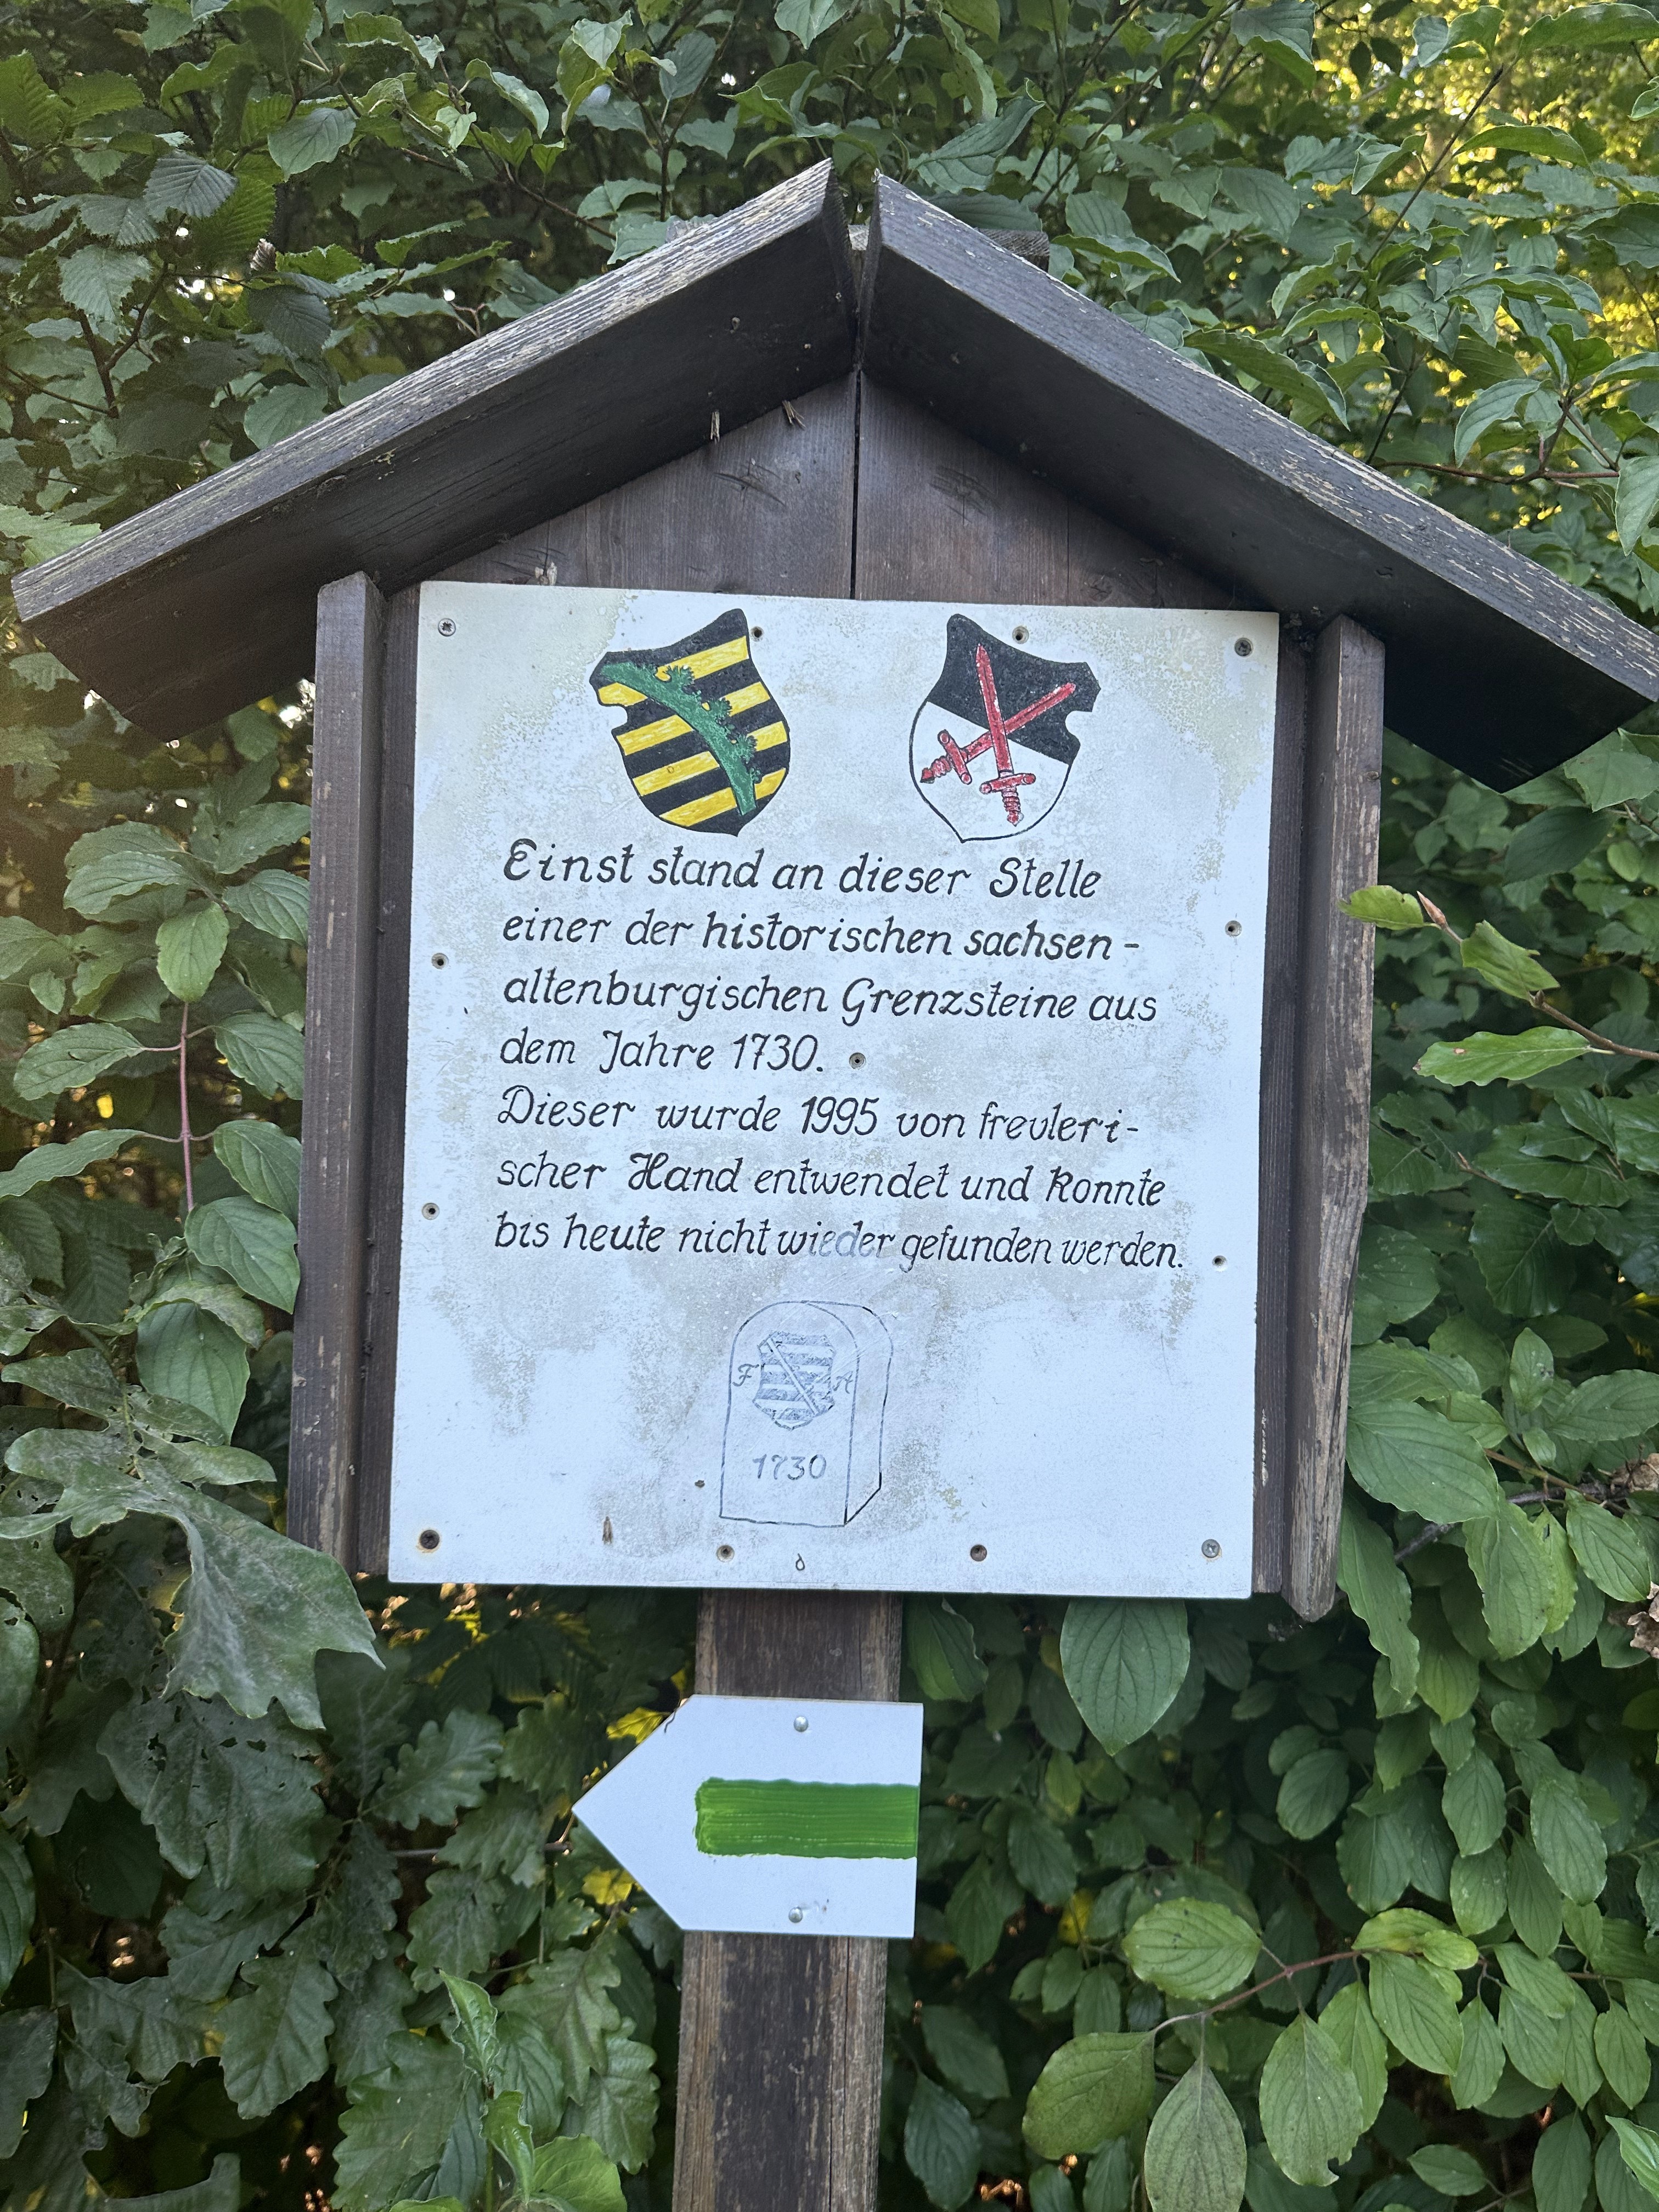 Einst stand an dieser Stelle
einer der historischen sachsen-
altenburgischen Grenzsteine aus
dem Jahre 1730.
Dieser wurde 1995 von frevleri-
scher Hand entwendet und konnte
bis heute nicht wieder gefunden werden.
F A
1730